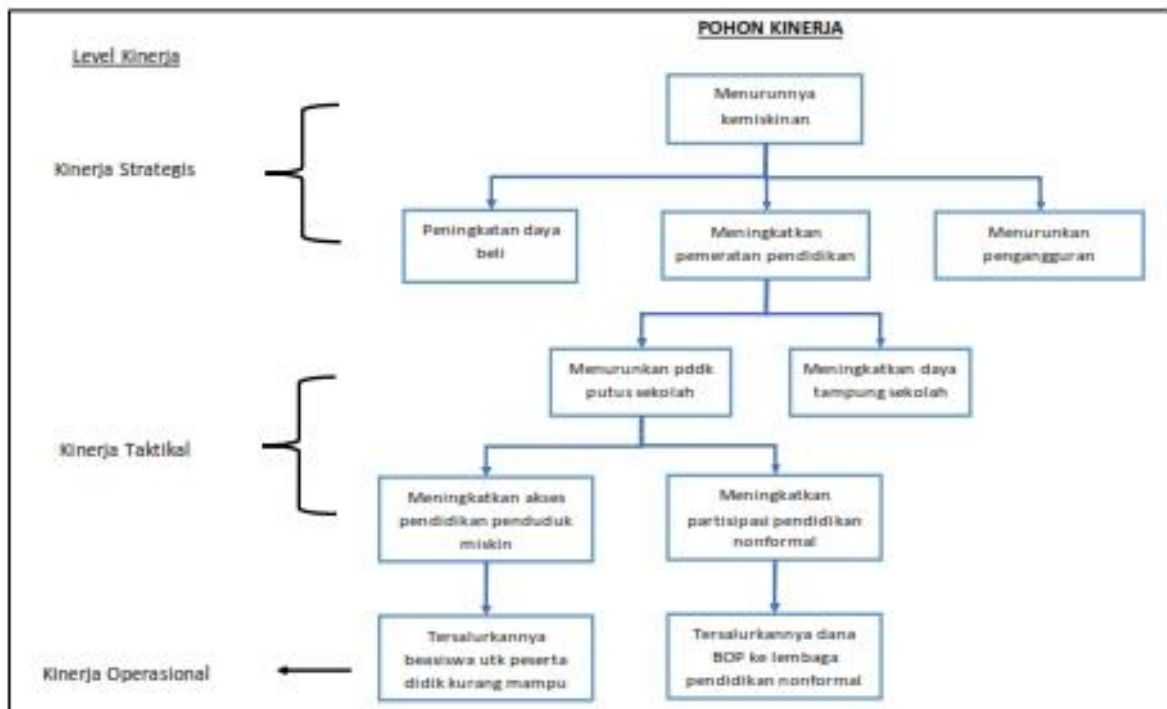 POHON KINERJA
Level Kinerja
Menurunnya
kemiskinan
Kinerja Strategis
Peningkatan daya
beli
Meningkatkan
pemeratan pendidikan
Menurunkan
pengangguran
Menurunkan pddk
putus sekolah
Meningkatkan daya
tampung sekolah
Kinerja Taktikal
Meningkatkan akses
pendidikan penduduk
miskin
Meningkatkan
partisipasi pendidikan
nonformal
Kinerja Operasional
Tersalurkannya
beasiswa utk peserta
didik kurang mampu
Tersalurkannya dana
BOP ke lembaga
pendidikan nonformal